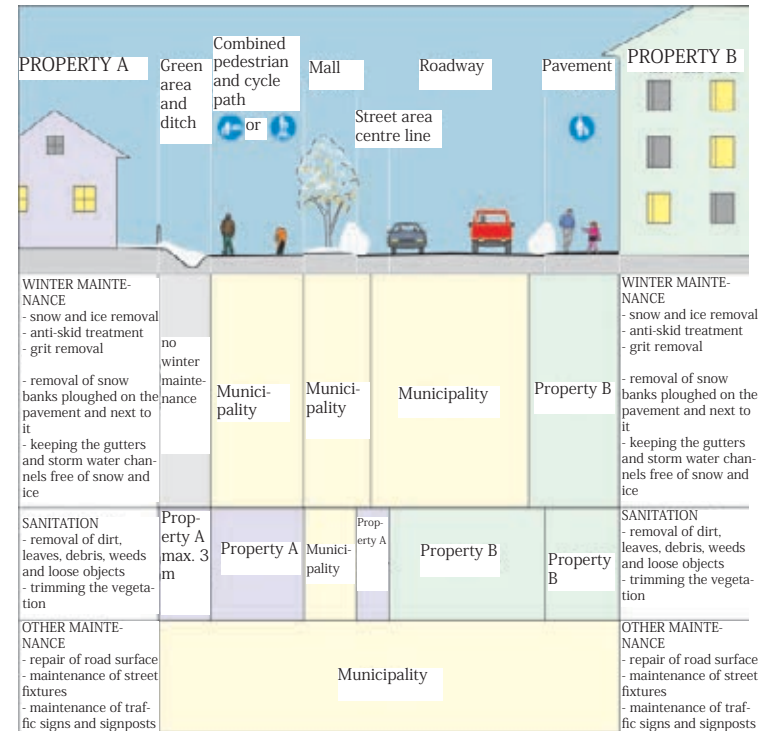 PROPERTY A
Green
area
and
ditch
Combined
pedestrian
and cycle
path
or
Mall
Street area
centre line
Roadway
Pavement
PROPERTY B
WINTER MAINTE-
NANCE
- snow and ice removal
- anti-skid treatment
- grit removal
- removal of snow
banks ploughed on the
pavement and next to
it
- keeping the gutters
and storm water chan-
nels free of snow and
ice
no
winter
mainte-
nance
Munici-
pality
Munici-
pality
Municipality
Property B
WINTER MAINTE-
NANCE
- snow and ice removal
- anti-skid treatment
- grit removal
- removal of snow
banks ploughed on the
pavement and next to
it
- keeping the gutters
and storm water chan-
nels free of snow and
ice
SANITATION
- removal of dirt,
leaves, debris, weeds
and loose objects
- trimming the vegeta-
tion
Prop-
erty A
max. 3
m
Property A
Munici-
pality
Prop-
erty A
Property B
Property
B
SANITATION
- removal of dirt,
leaves, debris, weeds
and loose objects
- trimming the vegeta-
tion
OTHER MAINTE-
NANCE
- repair of road surface
- maintenance of street
fixtures
- maintenance of traf-
fic signs and signposts
Municipality
OTHER MAINTE-
NANCE
- repair of road surface
- maintenance of street
fixtures
- maintenance of traf-
fic signs and signposts